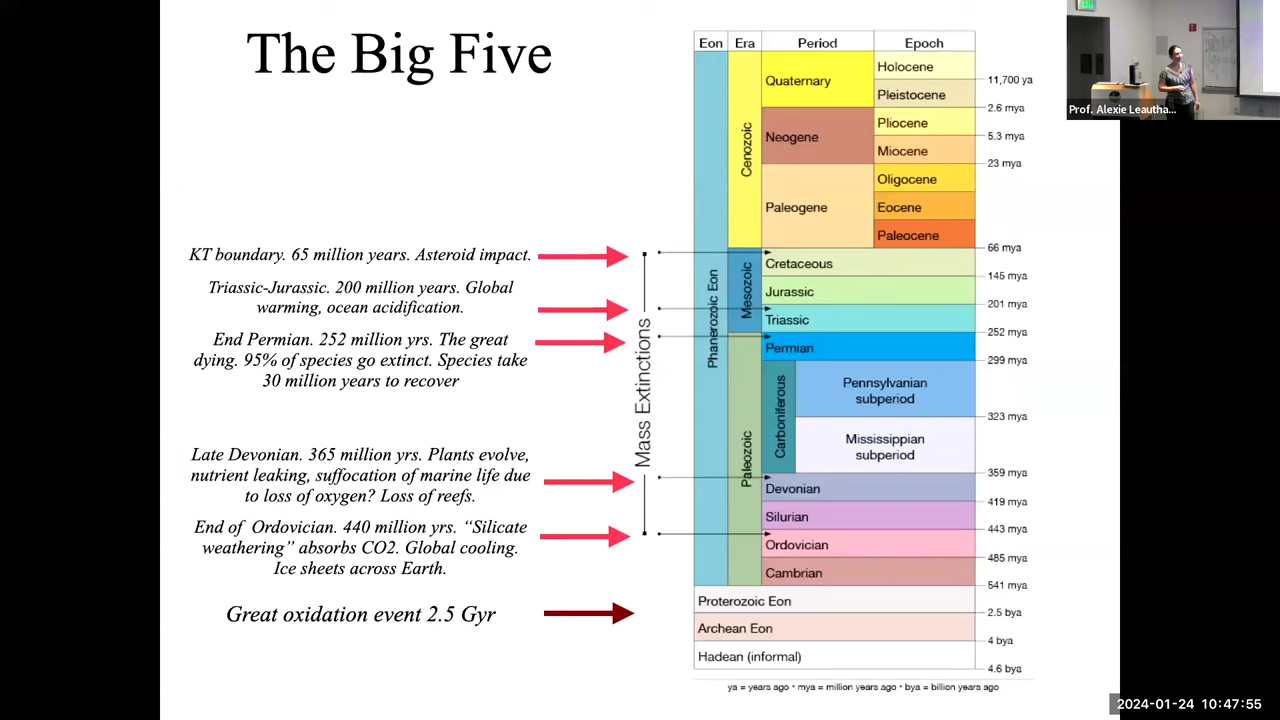 The Big Five
KT boundary. 65 million years. Asteroid impact.
Triassic-Jurassic. 200 million years. Global
warming, ocean acidification.
End Permian. 252 million yrs. The great
dying. 95% of species go extinct. Species take
30 million years to recover
Late Devonian. 365 million yrs. Plants evolve,
nutrient leaking, suffocation of marine life due
to loss of oxygen? Loss of reefs.
End of Ordovician. 440 million yrs. “Silicate
weathering” absorbs CO2. Global cooling.
Ice sheets across Earth.
Great oxidation event 2.5 Gyr
Mass Extinctions
Eon Era Period Epoch
Phanerozoic Eon
Cenozoic
Mesozoic
Paleozoic
Quaternary
Neogene
Paleogene
Holocene
Pleistocene
Pliocene
Miocene
Oligocene
Eocene
Paleocene
Cretaceous
Jurassic
Triassic
Permian
Carboniferous
Pennsylvanian
subperiod
Mississippian
subperiod
Devonian
Silurian
Ordovician
Cambrian
Proterozoic Eon
Archean Eon
Hadean (informal)
11,700 ya
2.6 mya
5.3 mya
23 mya
66 mya
145 mya
201 mya
252 mya
299 mya
323 mya
359 mya
419 mya
443 mya
485 mya
541 mya
2.5 bya
4 bya
4.6 bya
ya = years ago • mya = million years ago • bya = billion years ago
Prof. Alexie Leautha...
2024-01-24 10:47:55